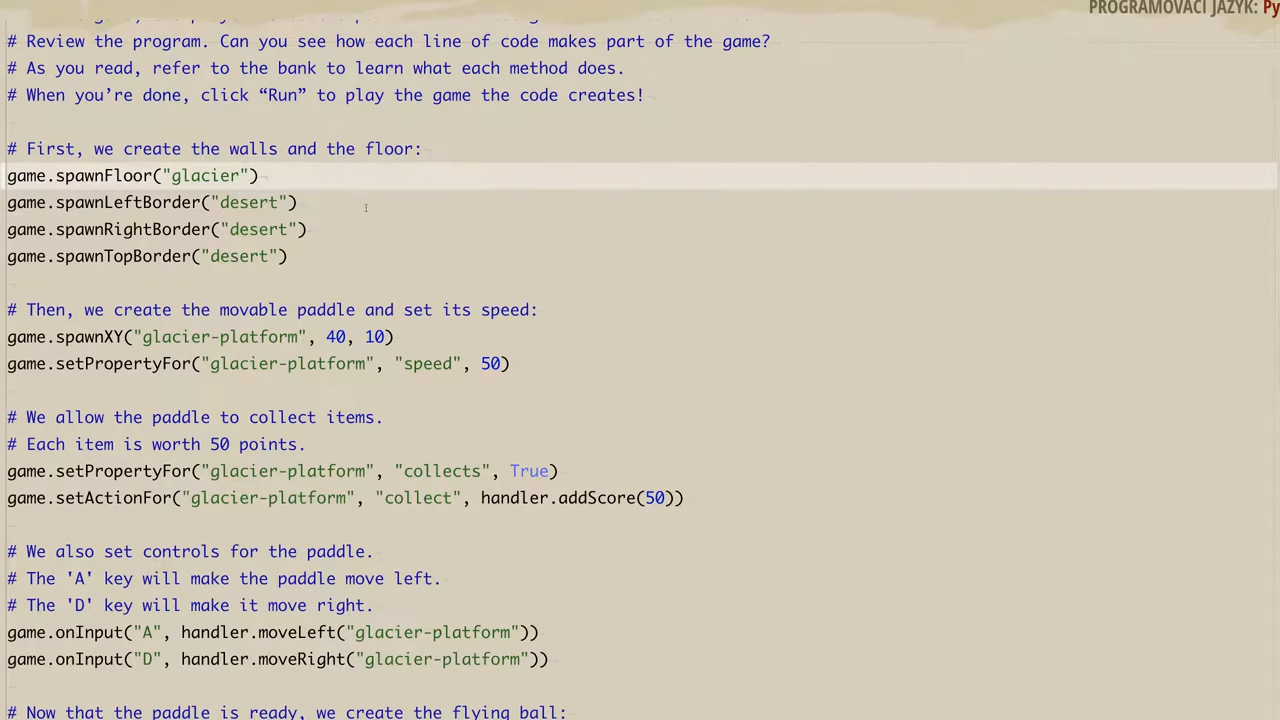 PROGRAMOVACÍ JAZYK: Py
# Review the program. Can you see how each line of code makes part of the game?
# As you read, refer to the bank to learn what each method does.
# When you’re done, click “Run” to play the game the code creates!
# First, we create the walls and the floor:
game.spawnFloor("glacier")
game.spawnLeftBorder("desert")
game.spawnRightBorder("desert")
game.spawnTopBorder("desert")
# Then, we create the movable paddle and set its speed:
game.spawnXY("glacier-platform", 40, 10)
game.setPropertyFor("glacier-platform", "speed", 50)
# We allow the paddle to collect items.
# Each item is worth 50 points.
game.setPropertyFor("glacier-platform", "collects", True)
game.setActionFor("glacier-platform", "collect", handler.addScore(50))
# We also set controls for the paddle.
# The 'A' key will make the paddle move left.
# The 'D' key will make it move right.
game.onInput("A", handler.moveLeft("glacier-platform"))
game.onInput("D", handler.moveRight("glacier-platform"))
# Now that the paddle is ready, we create the flying ball: